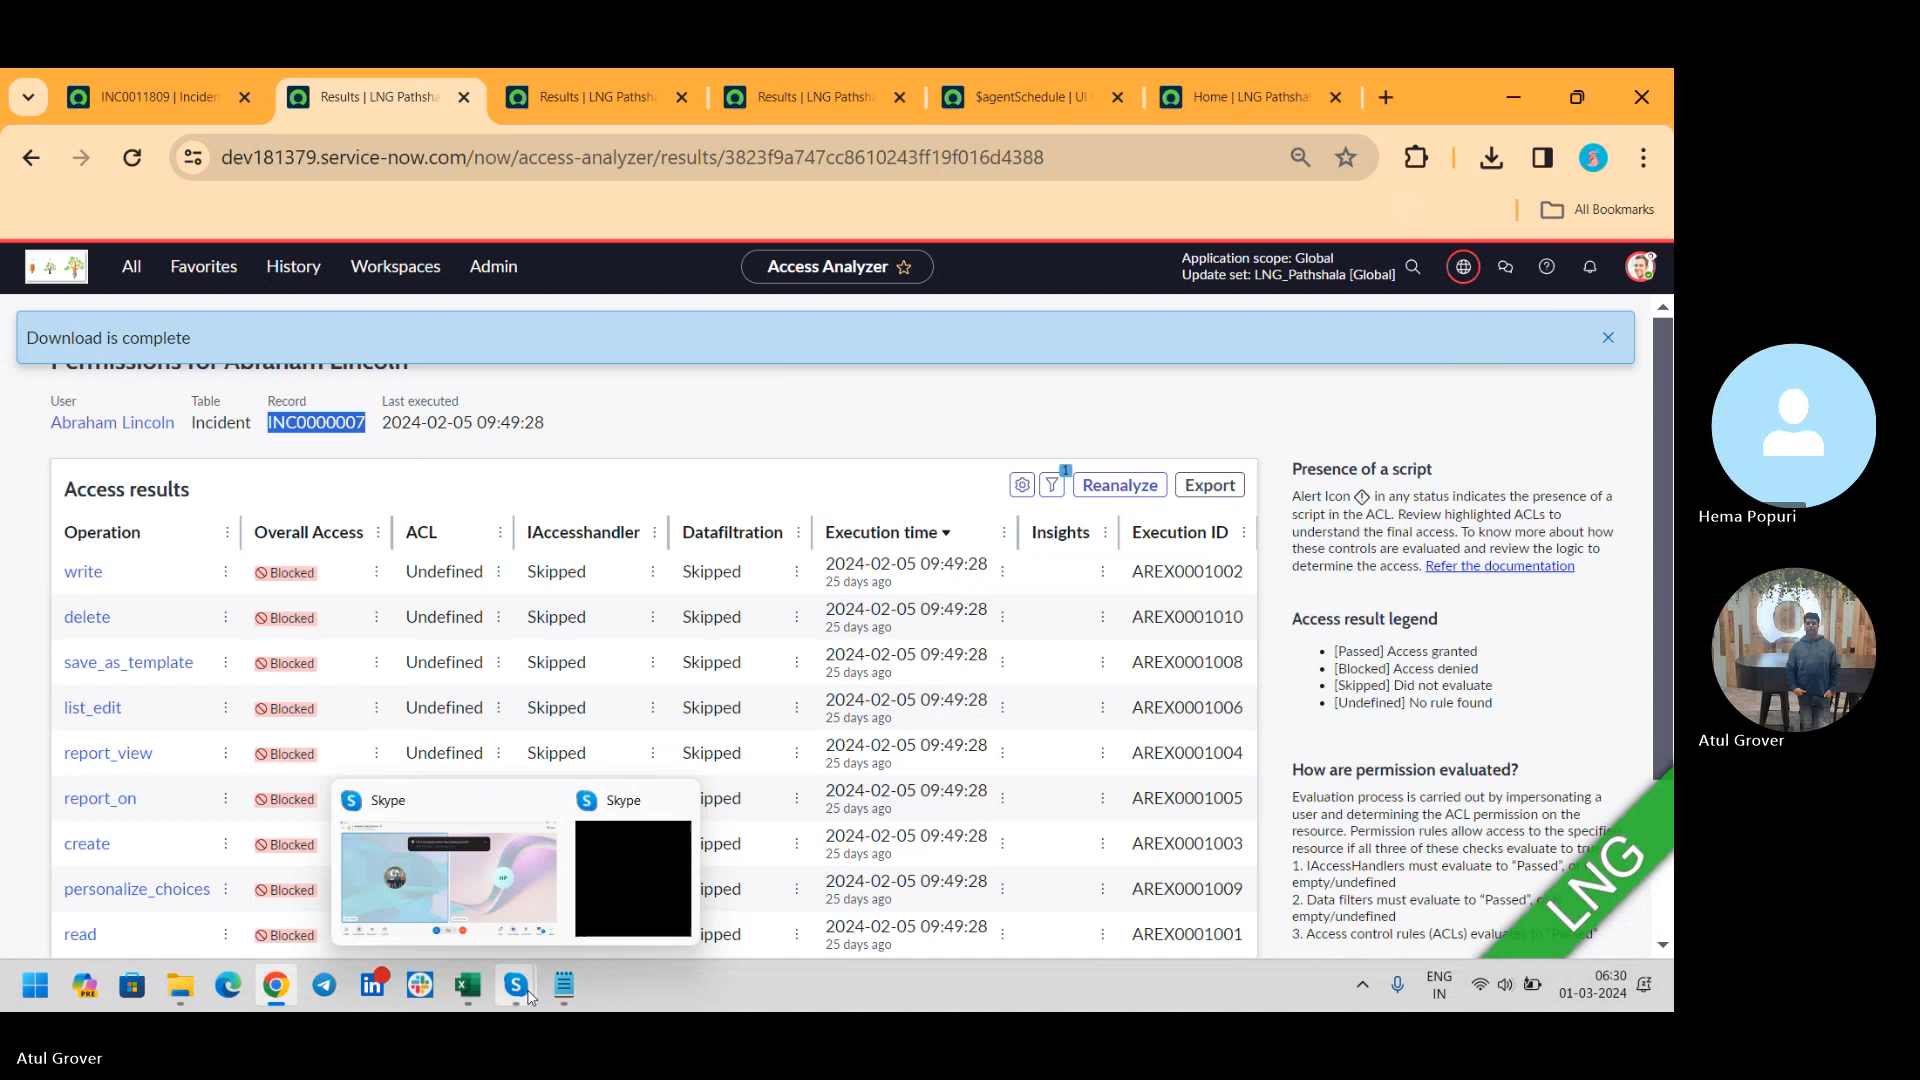 INC0011809 | Inciden
Results | LNG Pathsha
Results | LNG Pathsha
Results | LNG Pathsha
$agentSchedule | UI
Home | LNG Pathsha
dev181379.service-now.com/now/access-analyzer/results/3823f9a747cc8610243ff19f016d4388
All Bookmarks
All
Favorites
History
Workspaces
Admin
Access Analyzer
Application scope: Global
Update set: LNG_Pathshala [Global]
Download is complete
Permissions for Abraham Lincoln
User
Table
Record
Last executed
Abraham Lincoln
Incident
INC0000007
2024-02-05 09:49:28
Access results
1
Reanalyze
Export
Operation
Overall Access
ACL
IAccesshandler
Datafiltration
Execution time
Insights
Execution ID
write
Blocked
Undefined
Skipped
Skipped
2024-02-05 09:49:28
25 days ago
AREX0001002
delete
Blocked
Undefined
Skipped
Skipped
2024-02-05 09:49:28
25 days ago
AREX0001010
save_as_template
Blocked
Undefined
Skipped
Skipped
2024-02-05 09:49:28
25 days ago
AREX0001008
list_edit
Blocked
Undefined
Skipped
Skipped
2024-02-05 09:49:28
25 days ago
AREX0001006
report_view
Blocked
Undefined
Skipped
Skipped
2024-02-05 09:49:28
25 days ago
AREX0001004
report_on
Blocked
ipped
2024-02-05 09:49:28
25 days ago
AREX0001005
create
Blocked
ipped
2024-02-05 09:49:28
25 days ago
AREX0001003
personalize_choices
Blocked
ipped
2024-02-05 09:49:28
25 days ago
AREX0001009
read
Blocked
Skipped
2024-02-05 09:49:28
25 days ago
AREX0001001
Skype
Skype
HP
Presence of a script
Alert Icon in any status indicates the presence of a
script in the ACL. Review highlighted ACLs to
understand the final access. To know more about how
these controls are evaluated and review the logic to
determine the access. Refer the documentation
Access result legend
[Passed] Access granted
[Blocked] Access denied
[Skipped] Did not evaluate
[Undefined] No rule found
How are permission evaluated?
Evaluation process is carried out by impersonating a
user and determining the ACL permission on the
resource. Permission rules allow access to the specifie
resource if all three of these checks evaluate to tru
1. IAccessHandlers must evaluate to “Passed”, o
empty/undefined
2. Data filters must evaluate to “Passed”,
empty/undefined
3. Access control rules (ACLs) evaluates to “Passed”
LNG
PRE
ENG
IN
06:30
01-03-2024
Hema Popuri
Atul Grover
Atul Grover